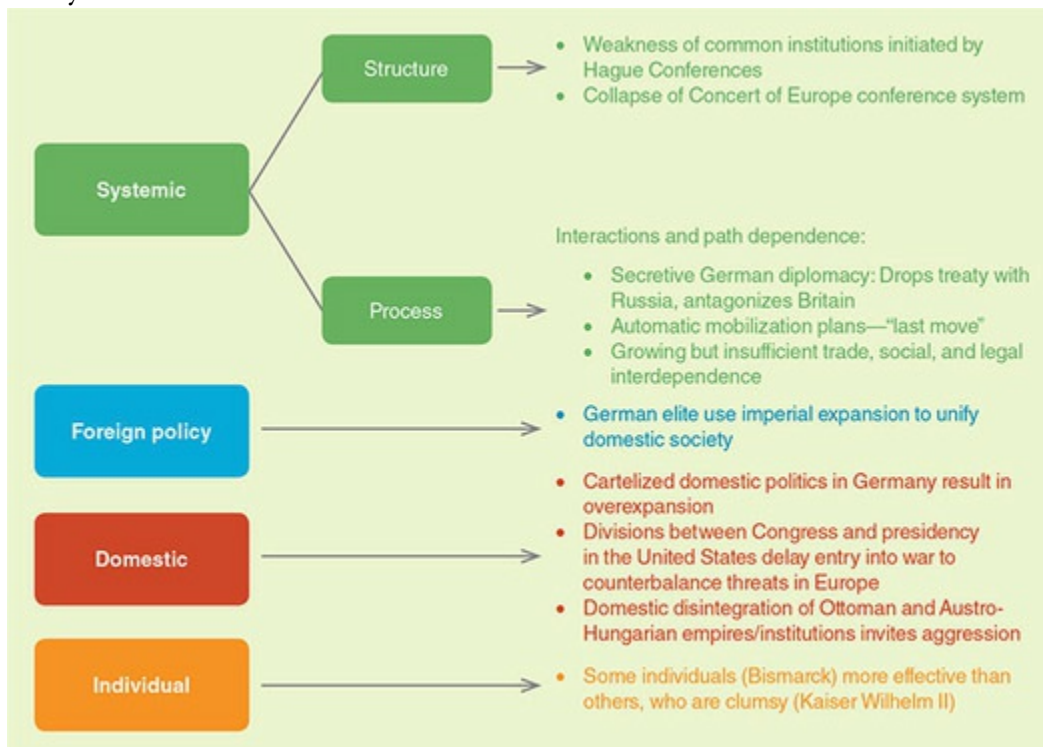 Structure
• Weakness of common institutions initiated by
Hague Conferences
• Collapse of Concert of Europe conference system
Systemic
Interactions and path dependence:
• Secretive German diplomacy: Drops treaty with
Russia, antagonizes Britain
Process
• Automatic mobilization plans—“last move”
• Growing but insufficient trade, social, and legal
interdependence
Foreign policy
• German elite use imperial expansion to unify
domestic society
Domestic
• Cartelized domestic politics in Germany result in
overexpansion
• Divisions between Congress and presidency
in the United States delay entry into war to
counterbalance threats in Europe
• Domestic disintegration of Ottoman and Austro-
Hungarian empires/institutions invites aggression
Individual
• Some individuals (Bismarck) more effective than
others, who are clumsy (Kaiser Wilhelm II)